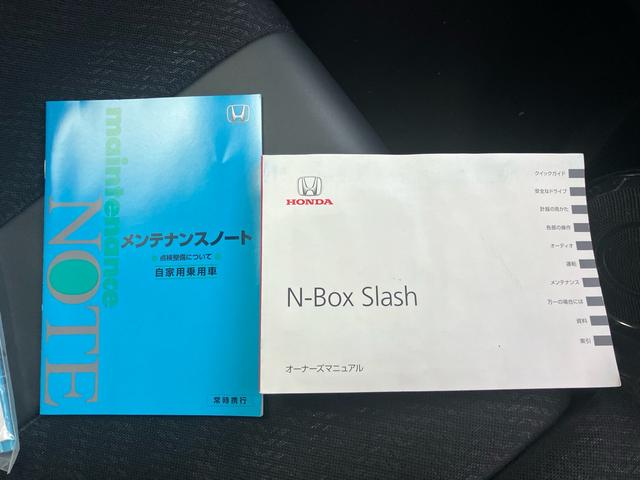 maintenance
NOTE
メンテナンスノート
点検整備について
自家用乗用車
常時携行
HONDA
N-Box Slash
オーナーズマニュアル
クイックガイド
安全なドライブ
計器の見かた
各部の操作
オーディオ
運転
メンテナンス
万一の場合には
資料
索引